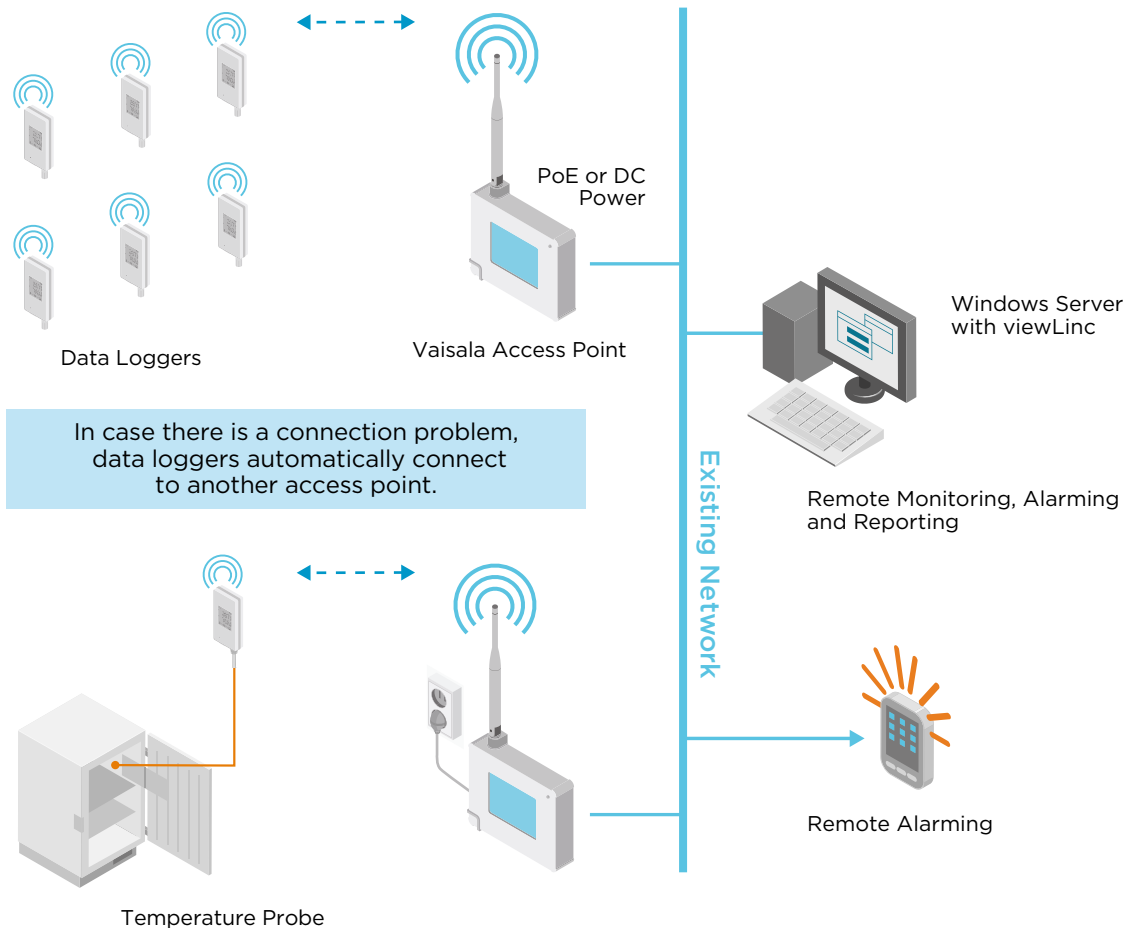 PoE or DC
Power
Data Loggers
Vaisala Access Point
Windows Server
with viewLinc
In case there is a connection problem,
data loggers automatically connect
to another access point.
Existing Network
Remote Monitoring, Alarming
and Reporting
Remote Alarming
Temperature Probe